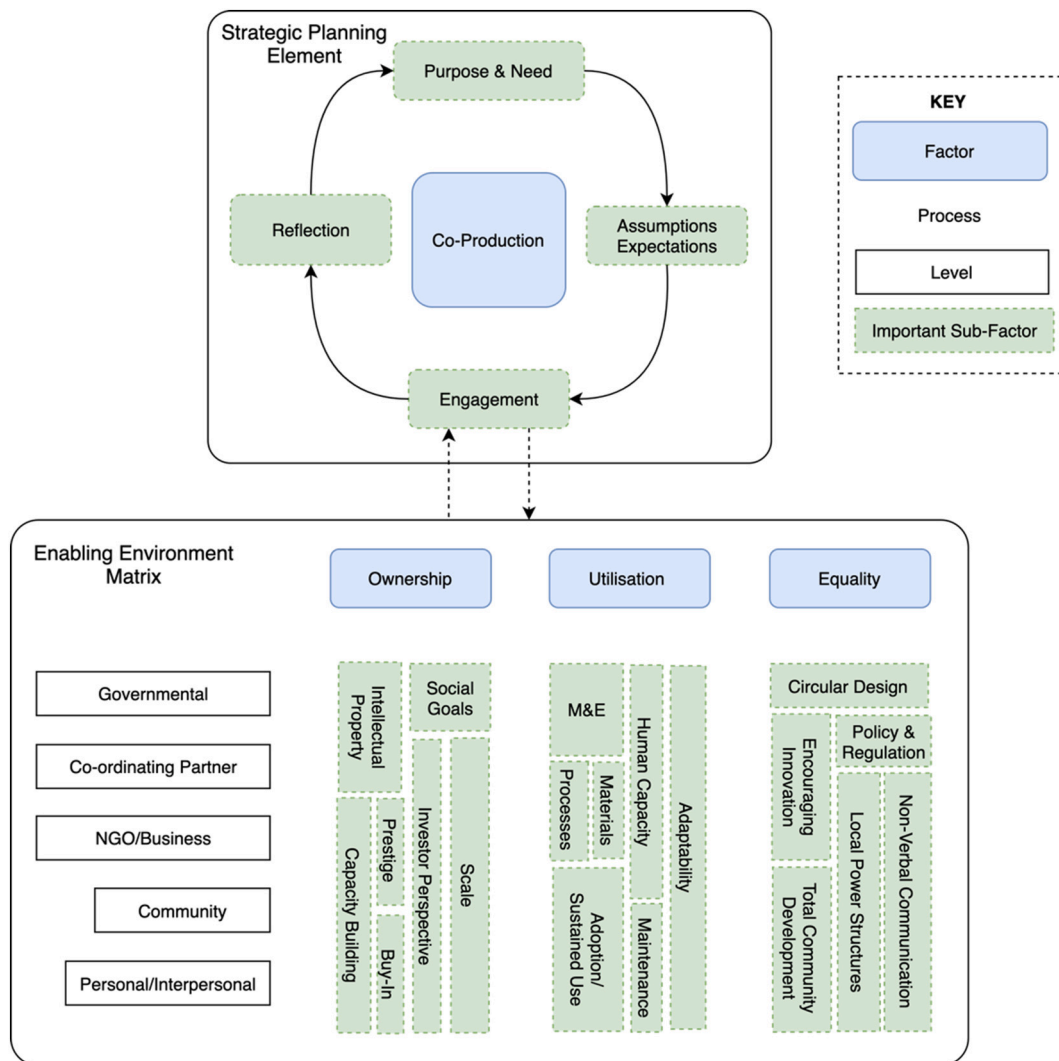 Strategic Planning
Element
Purpose & Need
Reflection
Co-Production
Assumptions
Expectations
Engagement
KEY
Factor
Process
Level
Important Sub-Factor
Enabling Environment
Matrix
Ownership
Utilisation
Equality
Governmental
Co-ordinating Partner
NGO/Business
Community
Personal/Interpersonal
Intellectual
Property
Social
Goals
Capacity Building
Prestige
Buy-In
Investor Perspective
Scale
M&E
Processes
Materials
Human Capacity
Adaptability
Adoption/
Sustained Use
Maintenance
Circular Design
Encouraging
Innovation
Policy &
Regulation
Total Community
Development
Local Power Structures
Non-Verbal Communication